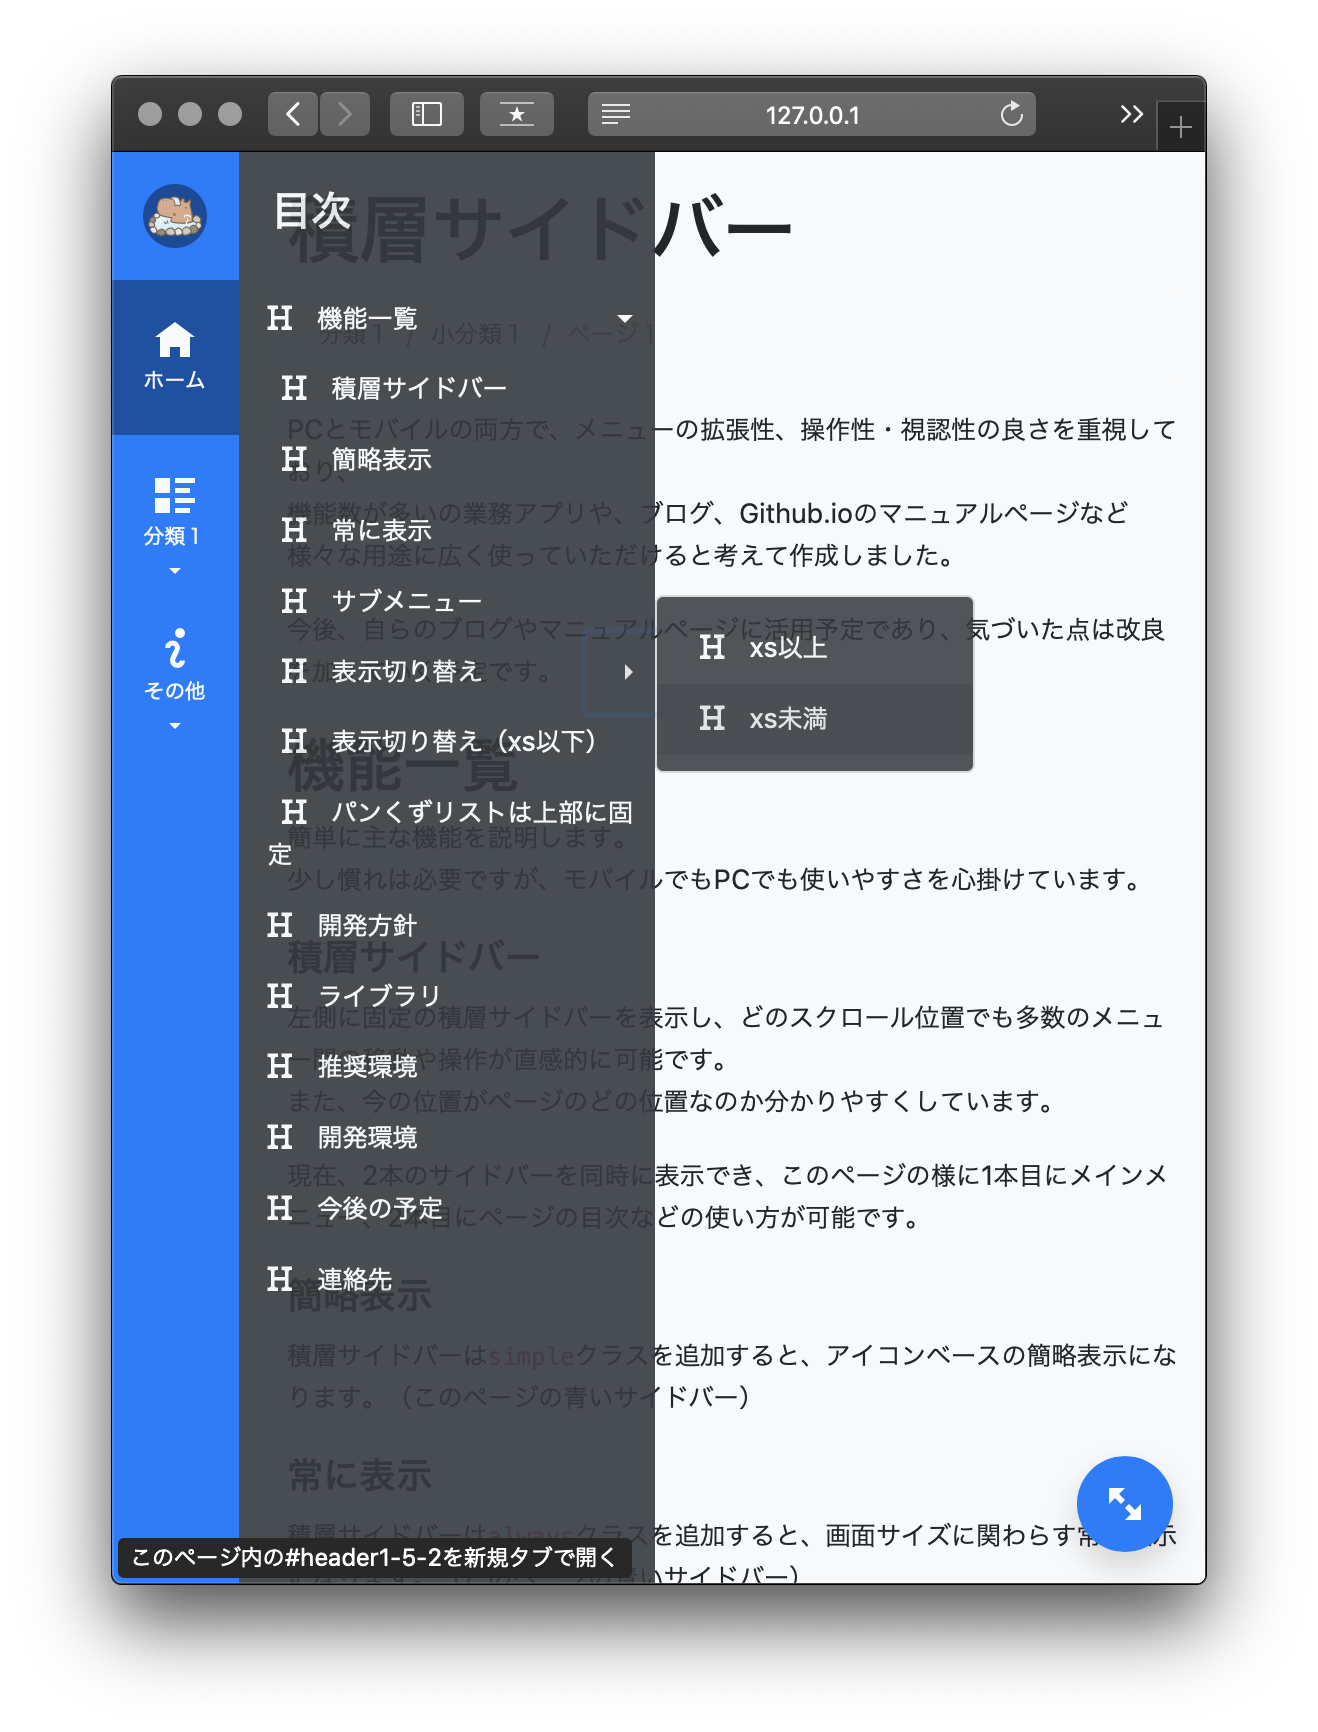 127.0.0.1
ホーム
分類 1
その他
目次
機能一覧
積層サイドバー
簡略表示
常に表示
サブメニュー
表示切り替え
表示切り替え（xs以下）
パンくずリストは上部に固
定
開発方針
ライブラリ
推奨環境
開発環境
今後の予定
連絡先
xs以上
xs未満
積層サイドバー
分類 1 / 小分類 1 / ページ 1
PCとモバイルの両方で、メニューの拡張性、操作性・視認性の良さを重視して
おり、
機能数が多いの業務アプリや、ブログ、Github.ioのマニュアルページなど
様々な用途に広く使っていただけると考えて作成しました。
今後、自らのブログやマニュアルページに活用予定であり、気づいた点は改良
機能一覧
簡単に主な機能を説明します。
少し慣れは必要ですが、モバイルでもPCでも使いやすさを心掛けています。
積層サイドバー
左側に固定の積層サイドバーを表示し、どのスクロール位置でも多数のメニュ
ー間の移動や操作が直感的に可能です。
また、今の位置がページのどの位置なのか分かりやすくしています。
現在、2本のサイドバーを同時に表示でき、このページの様に1本目にメインメ
ニュー、2本目にページの目次などの使い方が可能です。
簡略表示
積層サイドバーはsimpleクラスを追加すると、アイコンベースの簡略表示にな
ります。（このページの青いサイドバー）
常に表示
積層サイドバーはalwaysクラスを追加すると、画面サイズに関わらす常 示
青いサイドバー）
このページ内の#header1-5-2を新規タブで開く